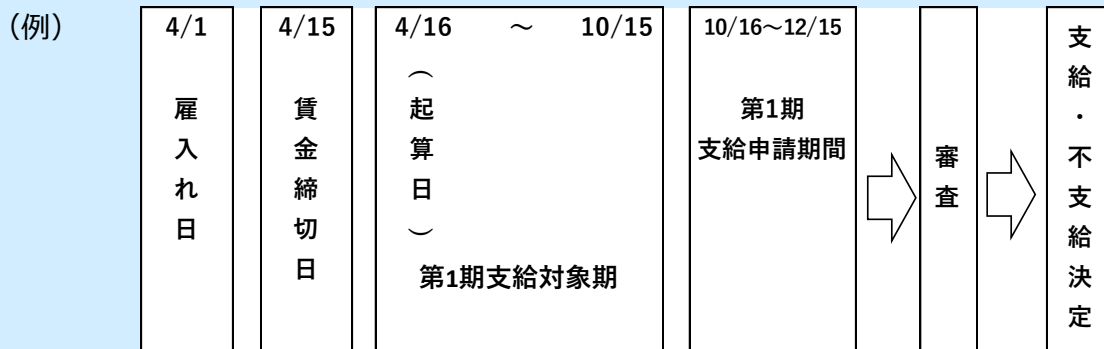 (例)
4/1
雇入れ日
4/15
賃金締切日
4/16 ～ 10/15
（起算日）
第1期支給対象期
10/16～12/15
第1期
支給申請期間
審査
支給・不支給決定